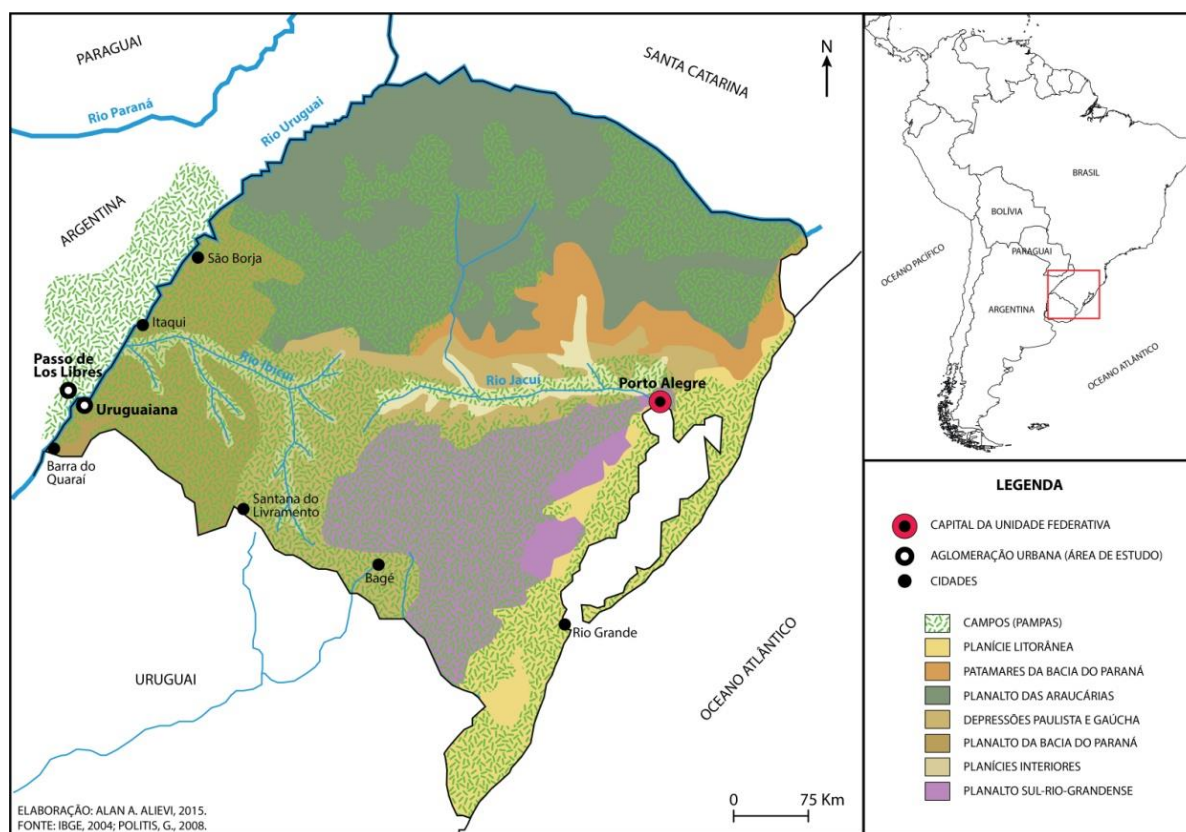 PARAGUAI
SANTA CATARINA
N
Rio Paraná
Rio Uruguai
ARGENTINA
São Borja
Itaqui
Passo de
Los Libres
Uruguaiana
Rio Ibicuí
Rio Jacuí
Porto Alegre
Barra do
Quaraí
Santana do
Livramento
Bagé
Rio Grande
URUGUAI
OCEANO ATLÂNTICO
0 75 Km
ELABORAÇÃO: ALAN A. ALIEVI, 2015.
FONTE: IBGE, 2004; POLITIS, G., 2008.
BRASIL
BOLÍVIA
PARAGUAI
ARGENTINA
OCEANO PACÍFICO
OCEANO ATLÂNTICO
LEGENDA
CAPITAL DA UNIDADE FEDERATIVA
AGLOMERAÇÃO URBANA (ÁREA DE ESTUDO)
CIDADES
CAMPOS (PAMPAS)
PLANÍCIE LITORÂNEA
PATAMARES DA BACIA DO PARANÁ
PLANALTO DAS ARAUCÁRIAS
DEPRESSÕES PAULISTA E GAÚCHA
PLANALTO DA BACIA DO PARANÁ
PLANÍCIES INTERIORES
PLANALTO SUL-RIO-GRANDENSE